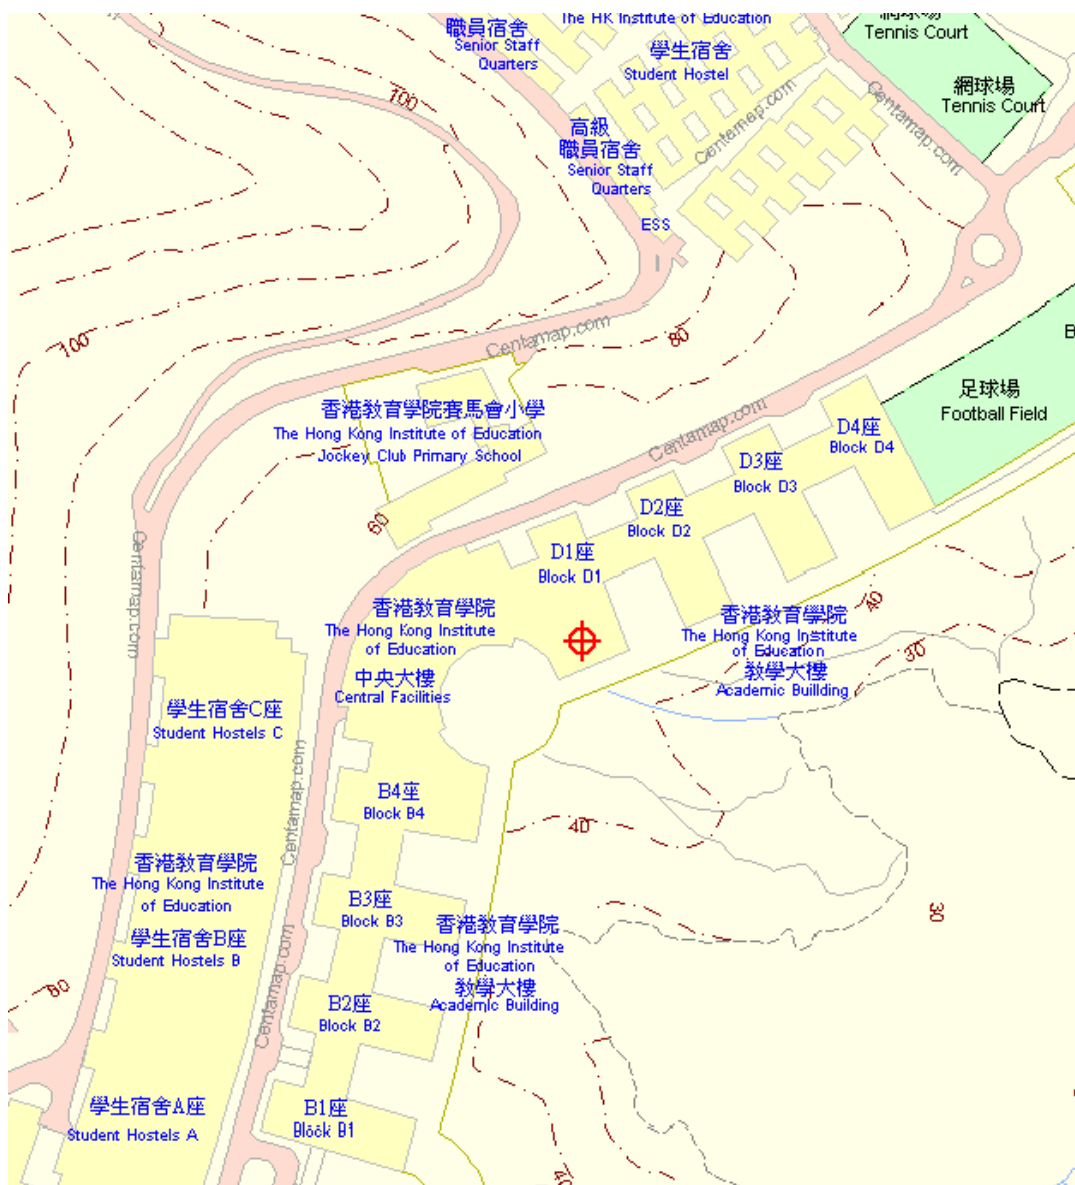 職員宿舍
Senior Staff
Quarters
The HK Institute of Education
學生宿舍
Student Hostel
網球場
Tennis Court
網球場
Tennis Court
100
Centamap.com
Centamap.com
高級
職員宿舍
Senior Staff
Quarters
ESS
100
Centamap.com
80
足球場
Football Field
B
香港教育學院賽馬會小學
The Hong Kong Institute of Education
Jockey Club Primary School
Centamap.com
D4座
Block D4
D3座
Block D3
D2座
Block D2
D1座
Block D1
60
Centamap.com
香港教育學院
The Hong Kong Institute
of Education
中央大樓
Central Facilities
40
香港教育學院
The Hong Kong Institute
of Education
教學大樓
Academic Buillding
30
學生宿舍C座
Student Hostels C
Centamap.com
B4座
Block B4
40
香港教育學院
The Hong Kong Institute
of Education
B3座
Block B3
香港教育學院
The Hong Kong Institute
of Education
教學大樓
Academic Building
30
學生宿舍B座
Student Hostels B
Centamap.com
80
B2座
Block B2
學生宿舍A座
Student Hostels A
B1座
Block B1
40